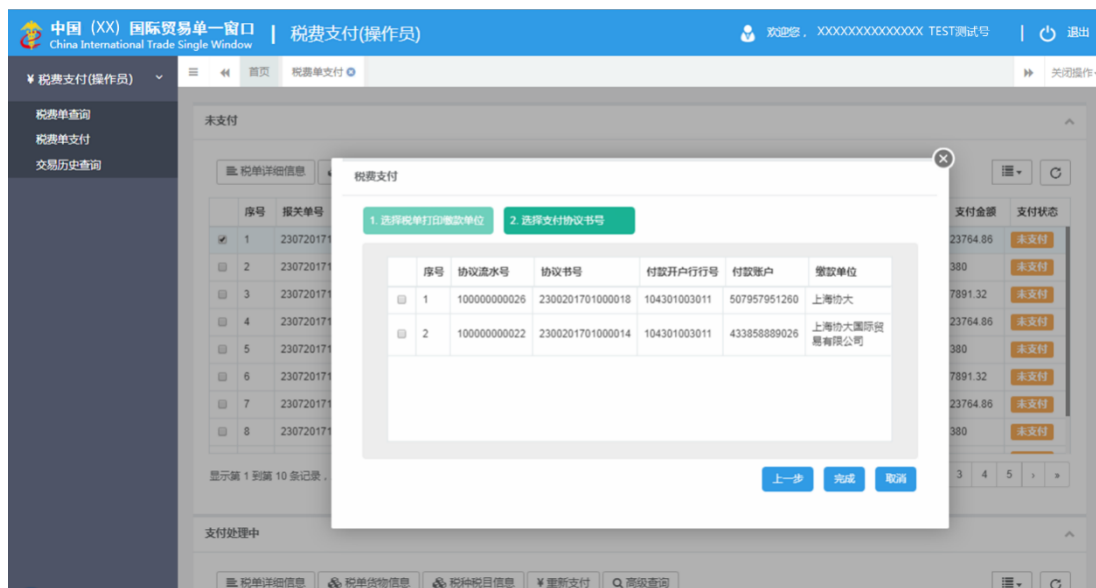 中国（XX）国际贸易单一窗口 | 税费支付(操作员)
China International Trade Single Window
欢迎您， XXXXXXXXXXXXXX TEST测试号 | 退出
¥ 税费支付(操作员)
首页 税费单支付 关闭操作
税费单查询
税费单支付
交易历史查询
未支付
税单详细信息
序号 报关单号 支付金额 支付状态
1 230720171 23764.86 未支付
2 230720171 380 未支付
3 230720171 7891.32 未支付
4 230720171 23764.86 未支付
5 230720171 380 未支付
6 230720171 7891.32 未支付
7 230720171 23764.86 未支付
8 230720171 380 未支付
显示第 1 到第 10 条记录， 3 4 5 › »
税费支付
1. 选择税单打印缴款单位 2. 选择支付协议书号
序号 协议流水号 协议书号 付款开户行行号 付款账户 缴款单位
1 100000000026 2300201701000018 104301003011 507957951260 上海协大
2 100000000022 2300201701000014 104301003011 433858889026 上海协大国际贸
易有限公司
上一步 完成 取消
支付处理中
税单详细信息 税单货物信息 税种税目信息 ¥ 重新支付 高级查询